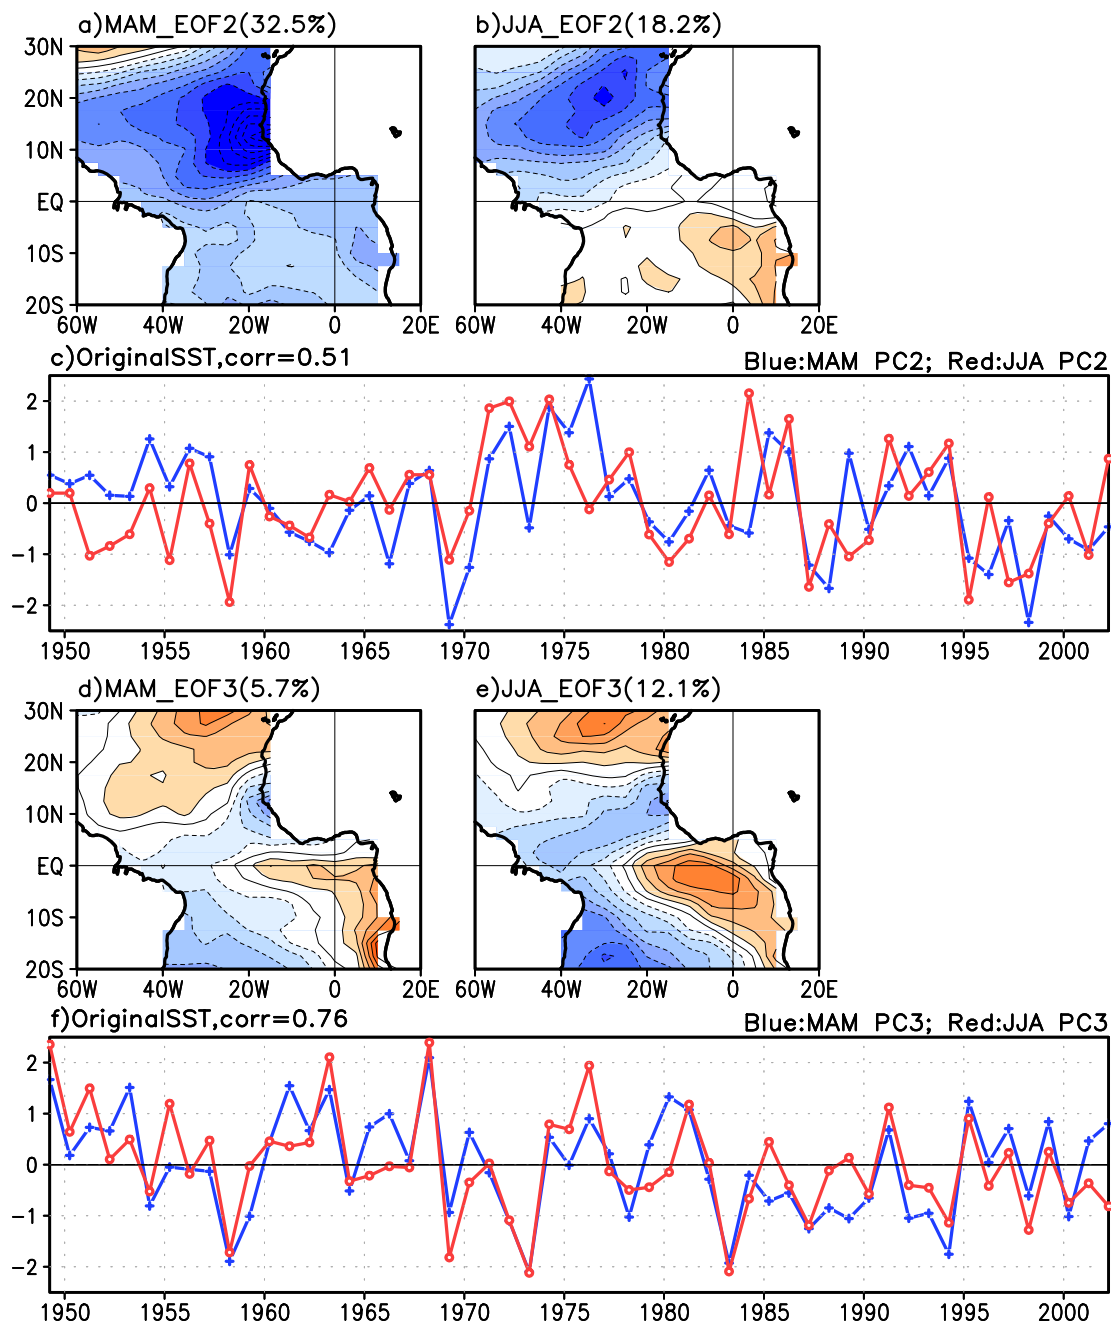 a)MAM_EOF2(32.5%) b)JJA_EOF2(18.2%)
30N
20N
10N
EQ
10S
20S
60W 40W 20W 0 20E 60W 40W 20W 0 20E
c)OriginalSST,corr=0.51 Blue:MAM PC2; Red:JJA PC2
2
1
0
-1
-2
1950 1955 1960 1965 1970 1975 1980 1985 1990 1995 2000
d)MAM_EOF3(5.7%) e)JJA_EOF3(12.1%)
30N
20N
10N
EQ
10S
20S
60W 40W 20W 0 20E 60W 40W 20W 0 20E
f)OriginalSST,corr=0.76 Blue:MAM PC3; Red:JJA PC3
2
1
0
-1
-2
1950 1955 1960 1965 1970 1975 1980 1985 1990 1995 2000